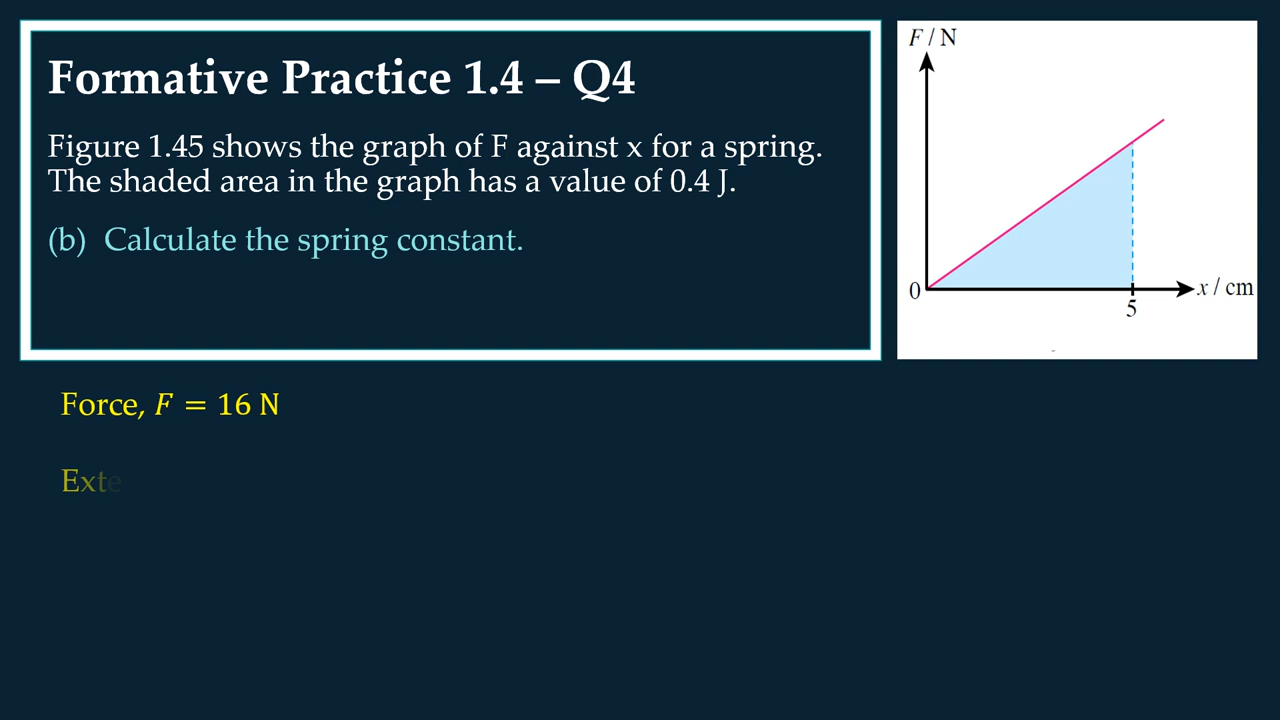 Formative Practice 1.4 – Q4
Figure 1.45 shows the graph of F against x for a spring.
The shaded area in the graph has a value of 0.4 J.
(b) Calculate the spring constant.
F / N
0
5
x / cm
Force, F = 16 N
Exte